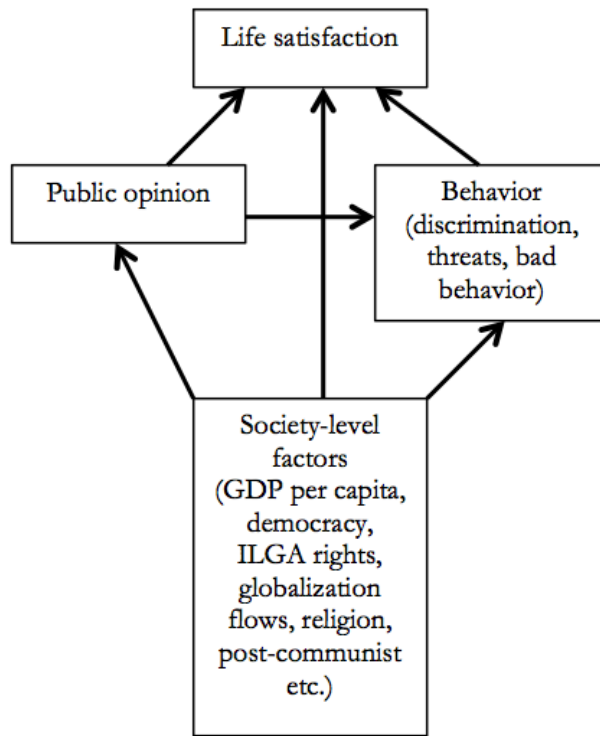 Life satisfaction
Public opinion
Behavior
(discrimination,
threats, bad
behavior)
Society-level
factors
(GDP per capita,
democracy,
ILGA rights,
globalization
flows, religion,
post-communist
etc.)